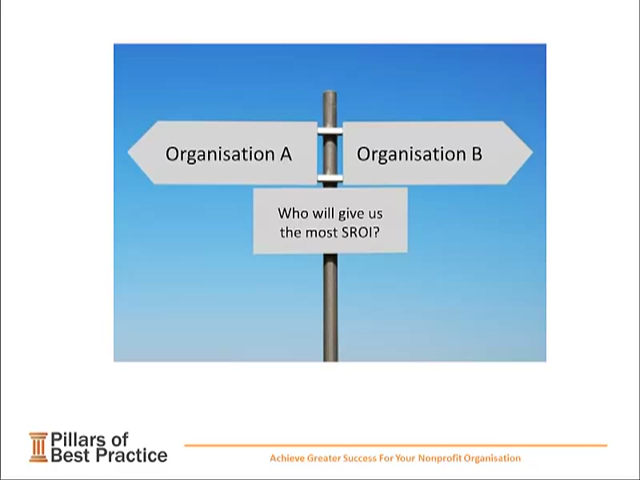 Organisation A
Organisation B
Who will give us
the most SROI?
Pillars of
Best Practice
Achieve Greater Success For Your Nonprofit Organisation